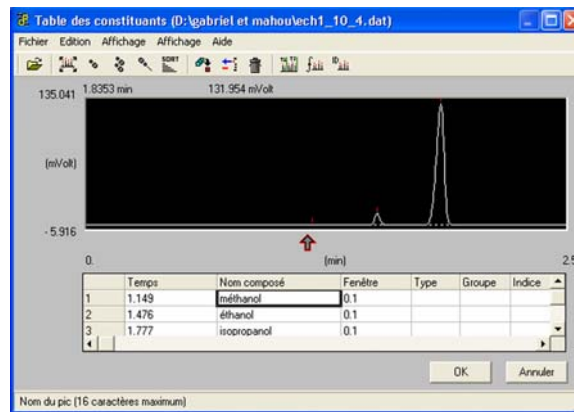 Table des constituants (D:\gabriel et mahou\ech1_10_4.dat)
Fichier Edition Affichage Affichage Aide
SORT
135.041 1.8353 min 131.954 mVolt
(mVolt)
-5.916
0. (min) 2.5
Temps Nom composé Fenêtre Type Groupe Indice
1 1.149 méthanol 0.1
2 1.476 éthanol 0.1
3 1.777 isopropanol 0.1
OK Annuler
Nom du pic (16 caractères maximum)